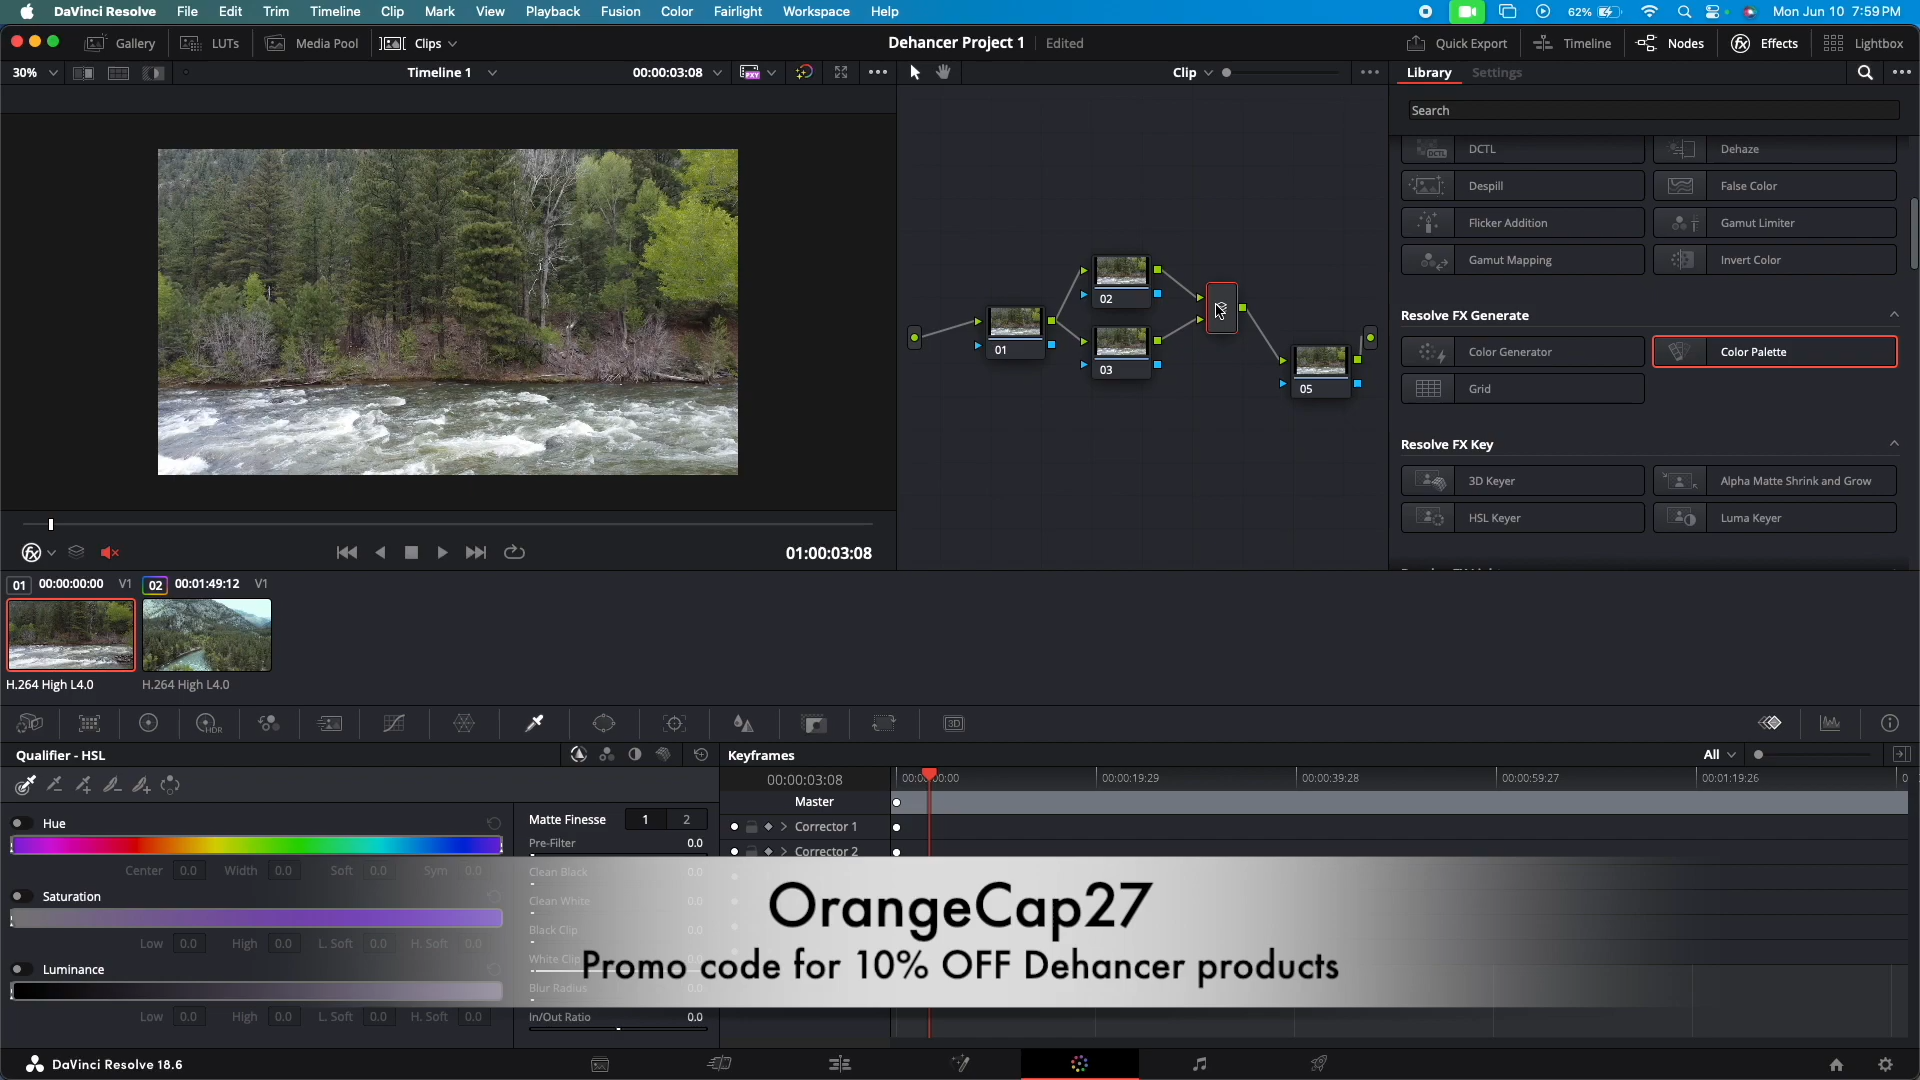 DaVinci Resolve File Edit Trim Timeline Clip Mark View Playback Fusion Color Fairlight Workspace Help 62% Mon Jun 10 7:59 PM
Gallery LUTs Media Pool Clips Dehancer Project 1 Edited Quick Export Timeline Nodes Effects Lightbox
30% Timeline 1 00:00:03:08 PXY Clip Library Settings
Search
DCTL DCTL Dehaze
Despill False Color
Flicker Addition Gamut Limiter
Gamut Mapping Invert Color
Resolve FX Generate
Color Generator Color Palette
Grid
Resolve FX Key
3D Keyer Alpha Matte Shrink and Grow
HSL Keyer Luma Keyer
02
01
03
05
01:00:03:08
01 00:00:00:00 V1 02 00:01:49:12 V1
H.264 High L4.0 H.264 High L4.0
HDR 3D
Qualifier - HSL Keyframes All
00:00:03:08 00:00:00:00 00:00:19:29 00:00:39:28 00:00:59:27 00:01:19:26 0
Master
Hue Matte Finesse 1 2 Corrector 1
Pre-Filter 0.0 Corrector 2
Center 0.0 Width 0.0 Soft 0.0 Sym 0.0 Clean Black 0.0
Saturation Clean White 0.0
Black Clip 0.0
Low 0.0 High 0.0 L. Soft 0.0 H. Soft 0.0 White Clip
Luminance Blur Radius 0.0
Low 0.0 High 0.0 L. Soft 0.0 H. Soft 0.0 In/Out Ratio 0.0
OrangeCap27
Promo code for 10% OFF Dehancer products
DaVinci Resolve 18.6